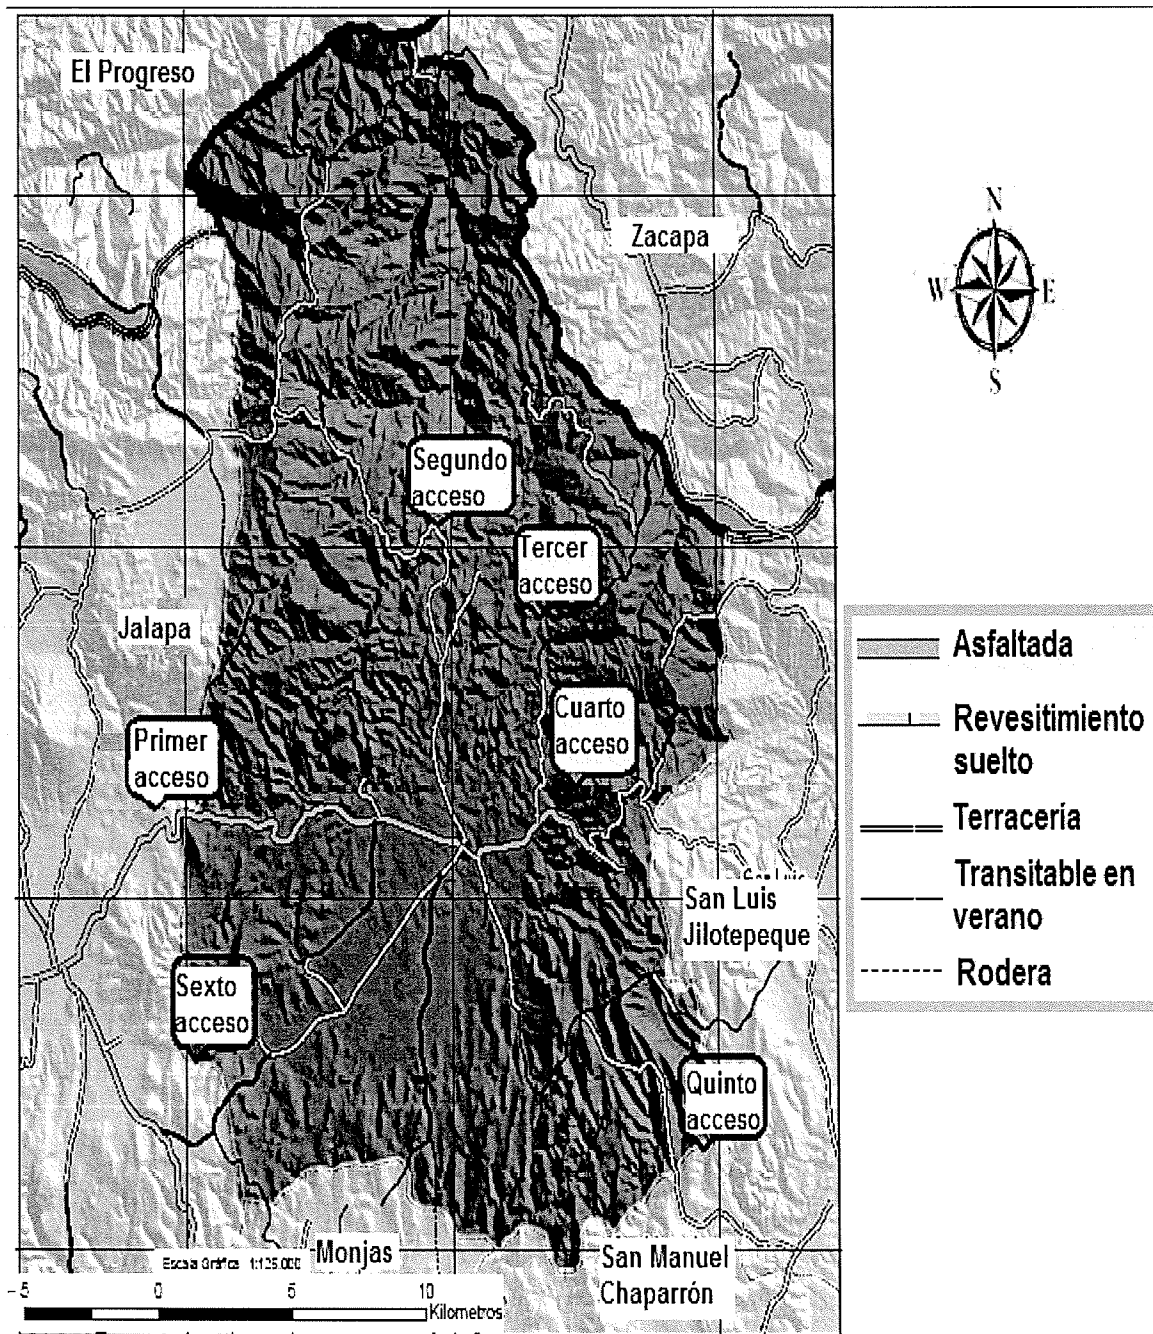 El Progreso
Zacapa
N
W E
S
Segundo
acceso
Tercer
acceso
Jalapa
Asfaltada
Revesitimiento
suelto
Terracería
Transitable en
verano
Rodera
Cuarto
acceso
Primer
acceso
San Luis
Jilotepeque
Sexto
acceso
Quinto
acceso
Monjas
San Manuel
Chaparrón
Escala Gráfica 1:125,000
-5 0 5 10
Kilometros